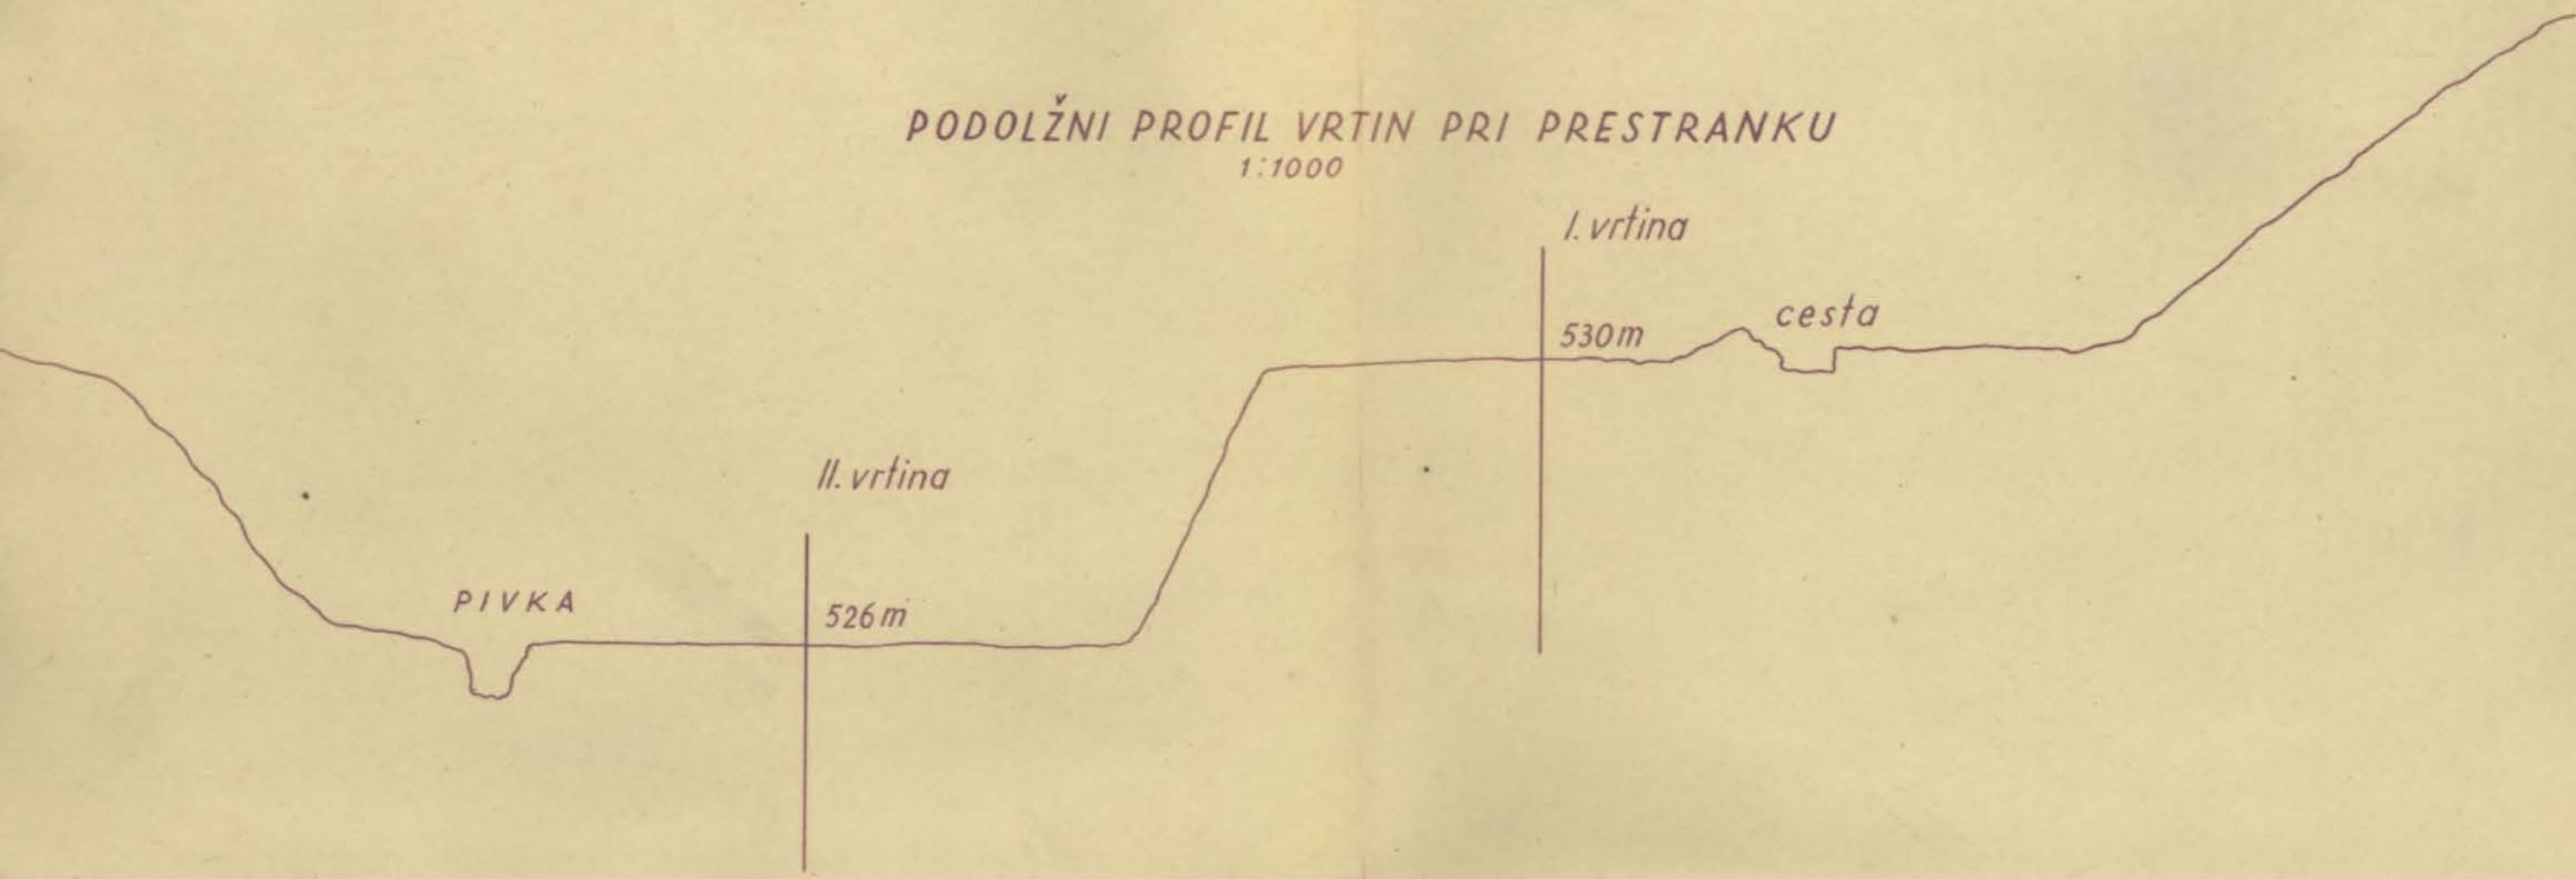 PODOLŽNI PROFIL VRTIN PRI PRESTRANKU
1:1000
I. vrtina
530m
cesta
II. vrtina
526m
PIVKA